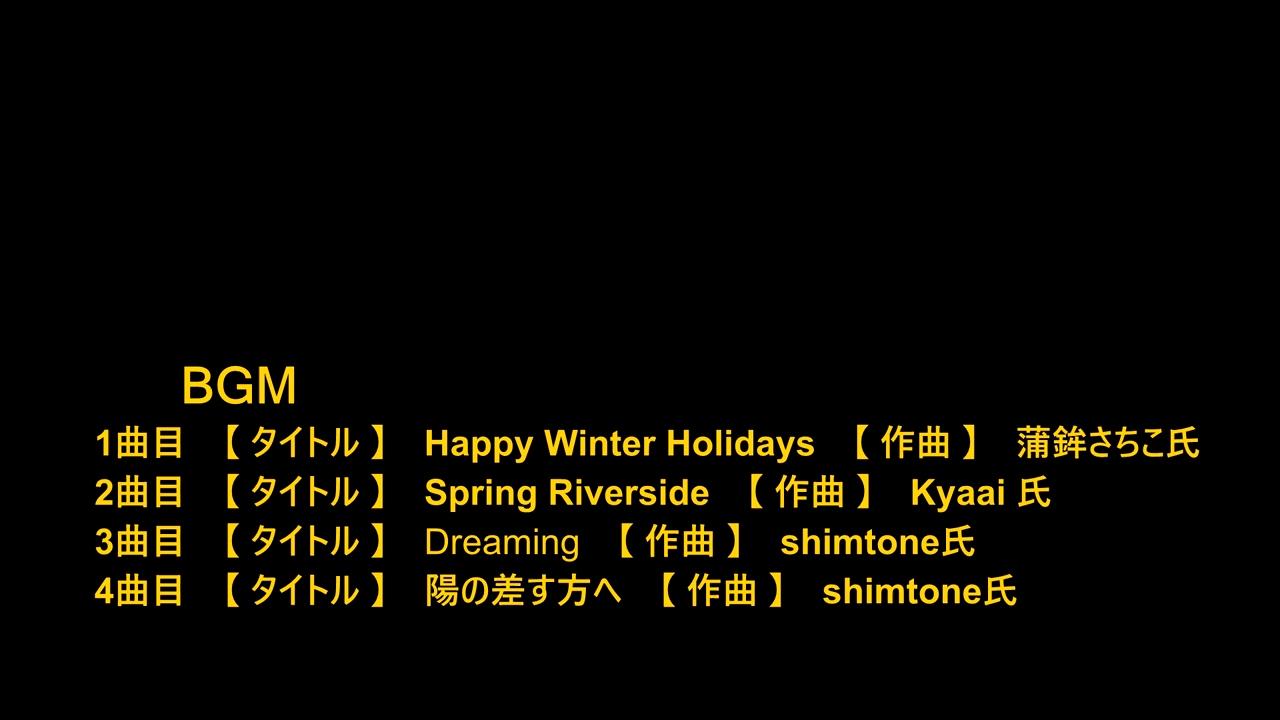 BGM
1曲目 【 タイトル 】 Happy Winter Holidays 【 作曲 】 蒲鉾さちこ氏
2曲目 【 タイトル 】 Spring Riverside 【 作曲 】 Kyaai 氏
3曲目 【 タイトル 】 Dreaming 【 作曲 】 shimtone氏
4曲目 【 タイトル 】 陽の差す方へ 【 作曲 】 shimtone氏